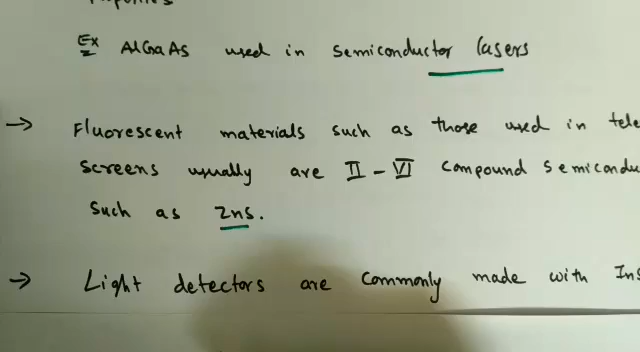 Ex AlGaAs used in semiconductor lasers
→ Fluorescent materials such as those used in tele
screens usually are II - VI compound semicondu
such as ZnS.
→ Light detectors are commonly made with Ins